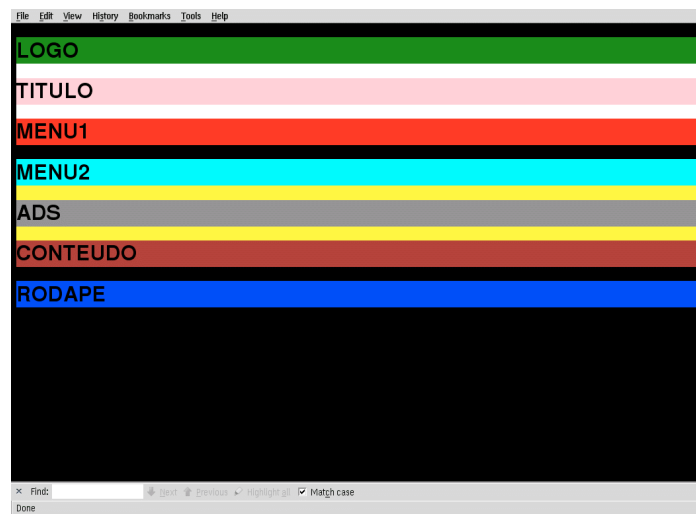 File Edit View History Bookmarks Tools Help
LOGO
TITULO
MENU1
MENU2
ADS
CONTEUDO
RODAPE
× Find: Next Previous Highlight all Match case
Done